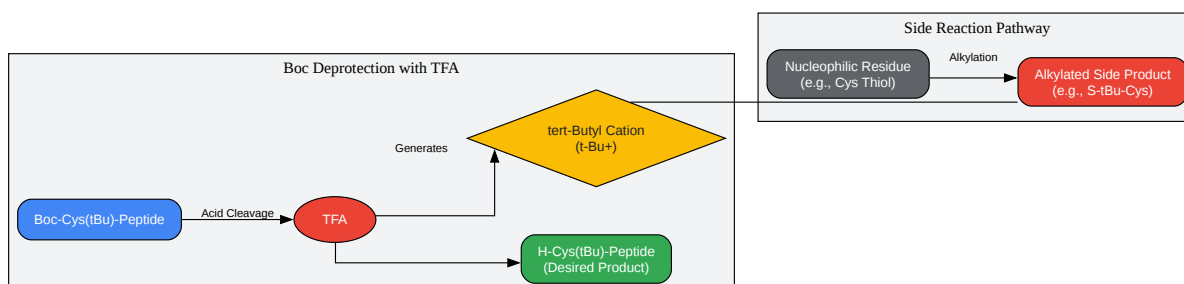 Side Reaction Pathway
Nucleophilic Residue
(e.g., Cys Thiol)
Alkylation
Alkylated Side Product
(e.g., S-tBu-Cys)
Boc Deprotection with TFA
tert-Butyl Cation
(t-Bu+)
Generates
Boc-Cys(tBu)-Peptide
Acid Cleavage
TFA
H-Cys(tBu)-Peptide
(Desired Product)